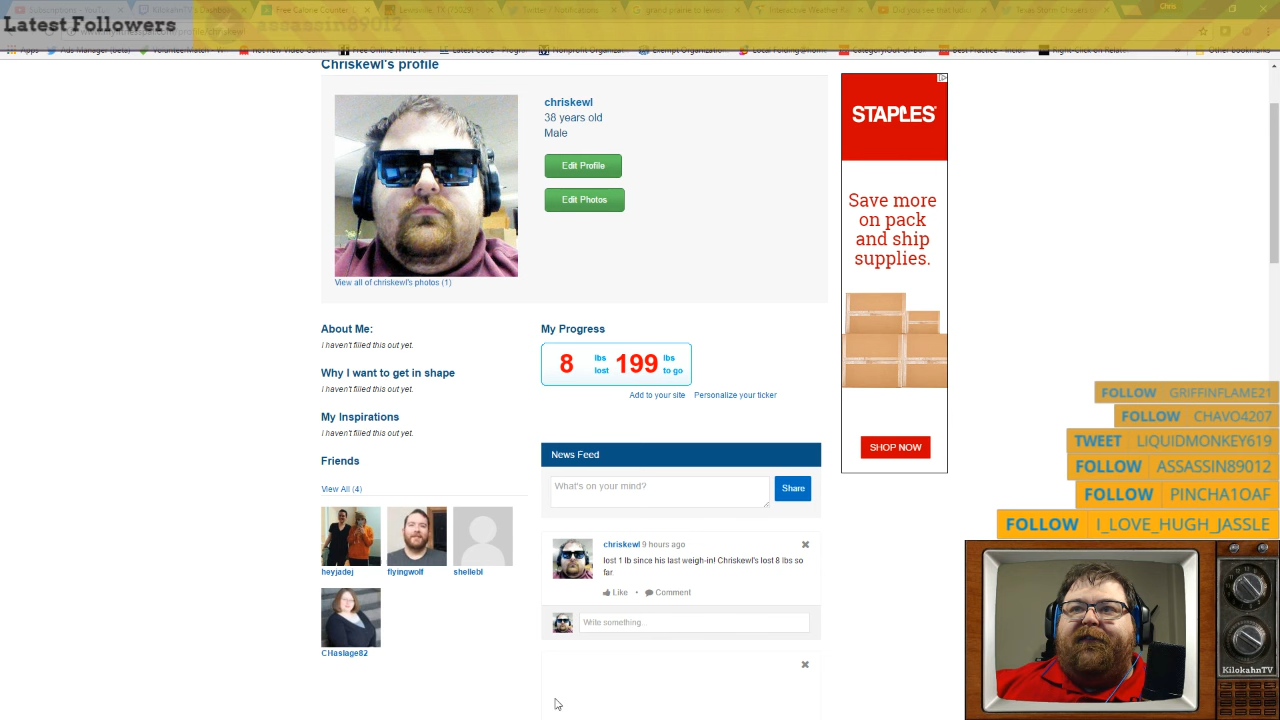 Latest Followers
assassin89012
Chriskewl's profile
chriskewl
38 years old
Male
Edit Profile
Edit Photos
View all of chriskewl's photos (1)
About Me:
I haven't filled this out yet.
Why I want to get in shape
I haven't filled this out yet.
My Inspirations
I haven't filled this out yet.
Friends
View All (4)
heyjadej
flyingwolf
shellebl
CHaslage82
My Progress
8 lbs lost 199 lbs to go
Add to your site Personalize your ticker
News Feed
What's on your mind?
Share
chriskewl 9 hours ago
lost 1 lb since his last weigh-in! Chriskewl's lost 8 lbs so
far.
Like • Comment
Write something...
STAPLES
Save more
on pack
and ship
supplies.
SHOP NOW
FOLLOW GRIFFINFLAME21
FOLLOW CHAVO4207
TWEET LIQUIDMONKEY619
FOLLOW ASSASSIN89012
FOLLOW PINCHA1OAF
FOLLOW I_LOVE_HUGH_JASSLE
KilokahnTV